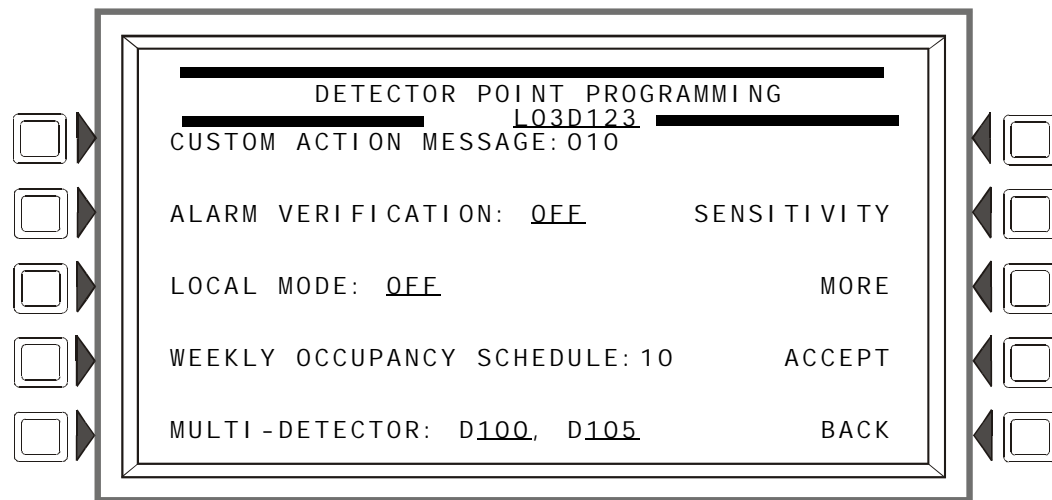 DETECTOR POINT PROGRAMMING
L03D123
CUSTOM ACTION MESSAGE:010
ALARM VERIFICATION: OFF SENSITIVITY
LOCAL MODE: OFF MORE
WEEKLY OCCUPANCY SCHEDULE:10 ACCEPT
MULTI-DETECTOR: D100, D105 BACK